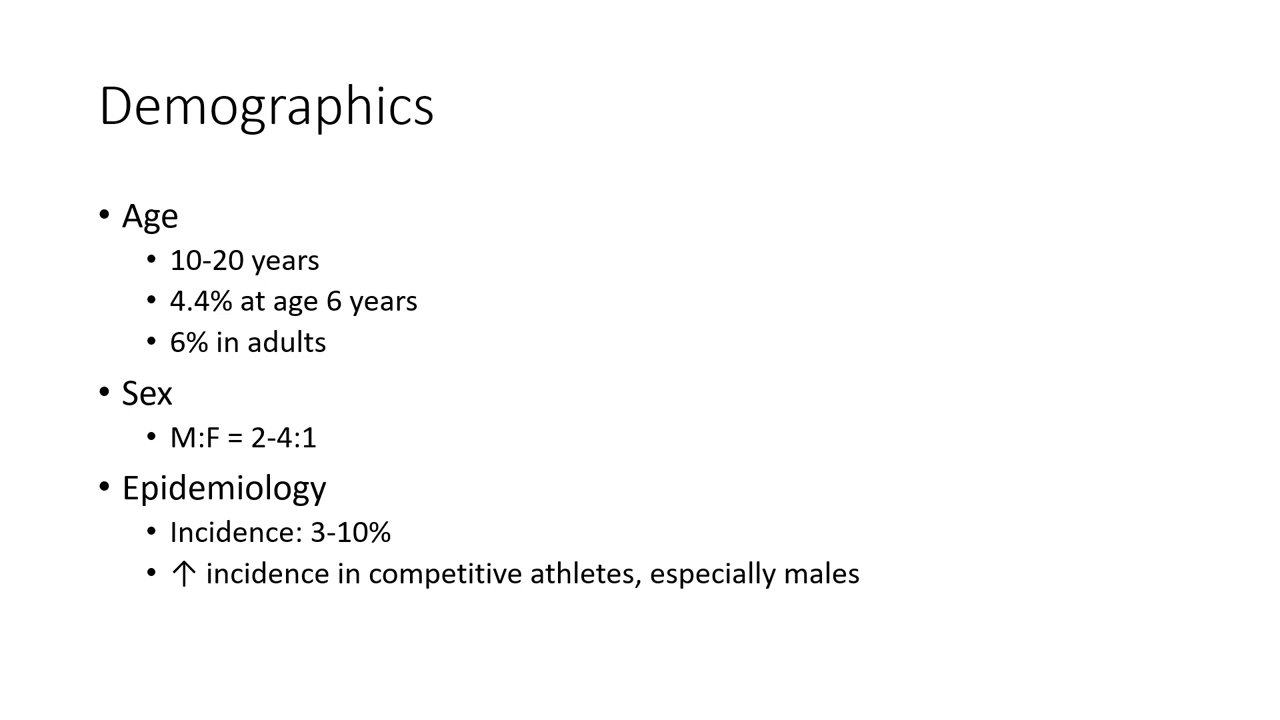 Demographics
• Age
• 10-20 years
• 4.4% at age 6 years
• 6% in adults
• Sex
• M:F = 2-4:1
• Epidemiology
• Incidence: 3-10%
• ↑ incidence in competitive athletes, especially males